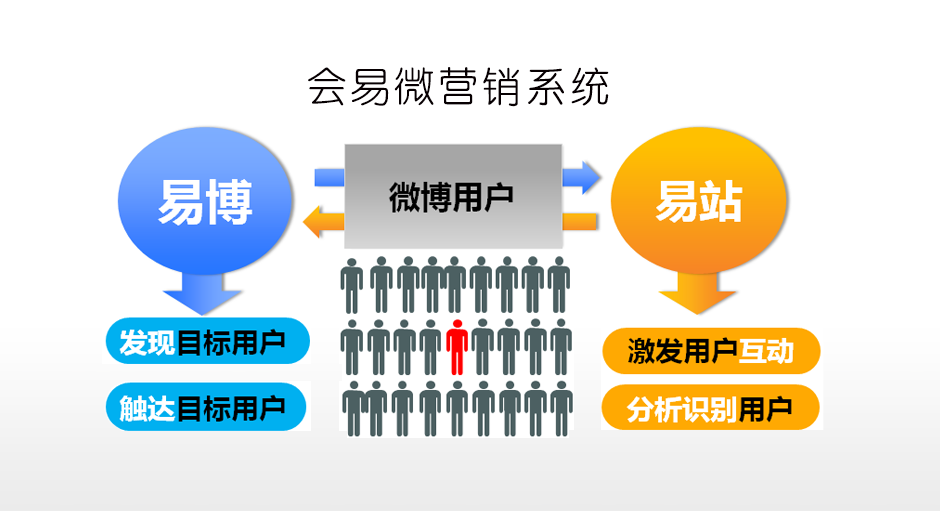 会易微营销系统
易博
微博用户
易站
发现目标用户
触达目标用户
激发用户互动
分析识别用户